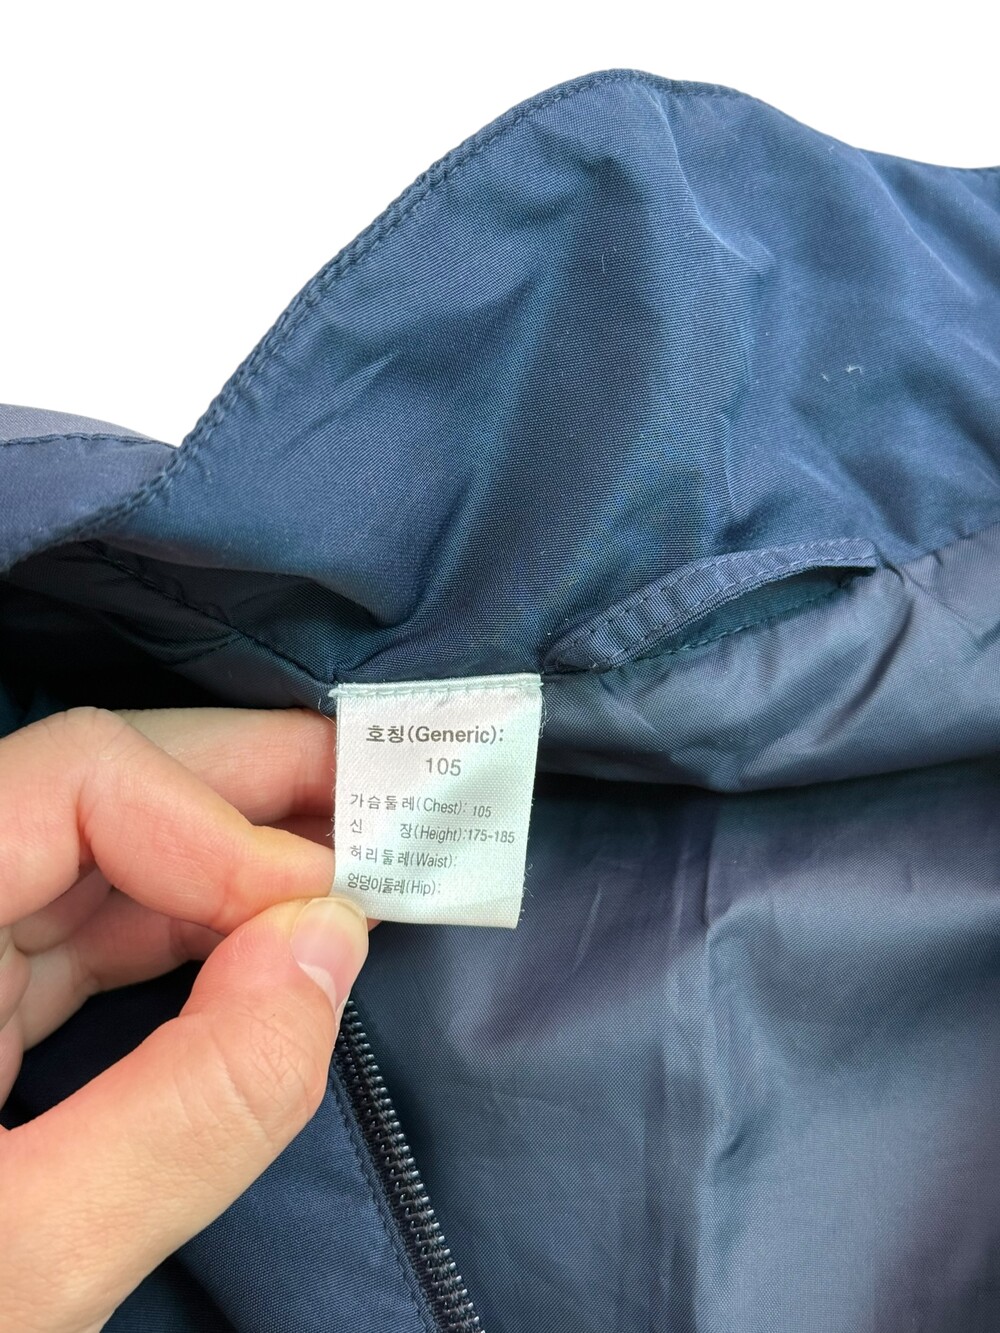 호칭(Generic):
105
가슴둘레(Chest): 105
신 장(Height):175-185
허리둘레(Waist):
엉덩이둘레(Hip):